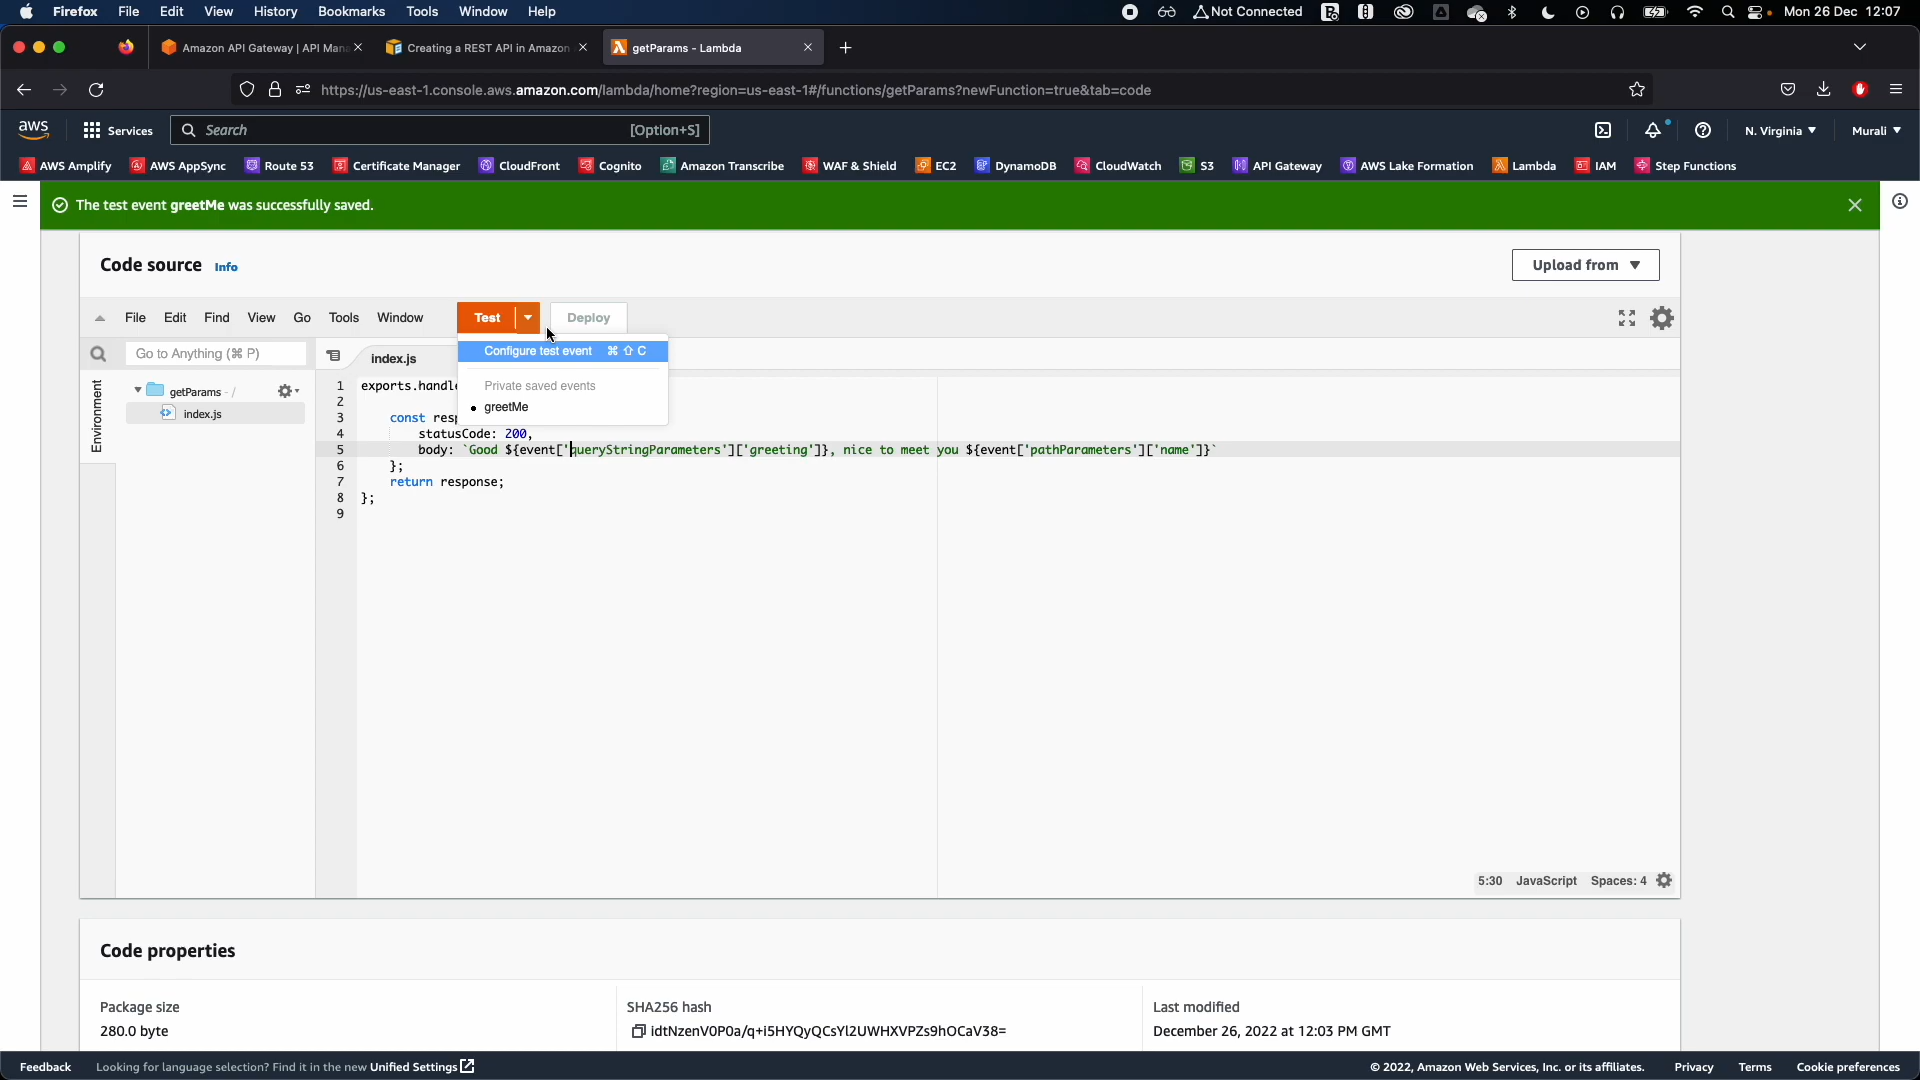 Firefox File Edit View History Bookmarks Tools Window Help Not Connected Mon 26 Dec 12:07
Amazon API Gateway | API Man Creating a REST API in Amazon getParams - Lambda
https://us-east-1.console.aws.amazon.com/lambda/home?region=us-east-1#/functions/getParams?newFunction=true&tab=code
aws Services Search [Option+S] N. Virginia Murali
AWS Amplify AWS AppSync Route 53 Certificate Manager CloudFront Cognito Amazon Transcribe WAF & Shield EC2 DynamoDB CloudWatch S3 API Gateway AWS Lake Formation Lambda IAM Step Functions
The test event greetMe was successfully saved.
Code source Info Upload from
File Edit Find View Go Tools Window Test Deploy
Go to Anything (⌘ P) index.js Configure test event ⌘ ⇧ C
Environment
getParams - /
index.js
Private saved events
greetMe
1 exports.handle
2
3 const resp
4 statusCode: 200,
5 body: `Good ${event['queryStringParameters']['greeting']}, nice to meet you ${event['pathParameters']['name']}`
6 };
7 return response;
8 };
9
5:30 JavaScript Spaces: 4
Code properties
Package size SHA256 hash Last modified
280.0 byte idtNzenV0P0a/q+i5HYQyQCsYl2UWHXVPZs9hOCaV38= December 26, 2022 at 12:03 PM GMT
Feedback Looking for language selection? Find it in the new Unified Settings © 2022, Amazon Web Services, Inc. or its affiliates. Privacy Terms Cookie preferences